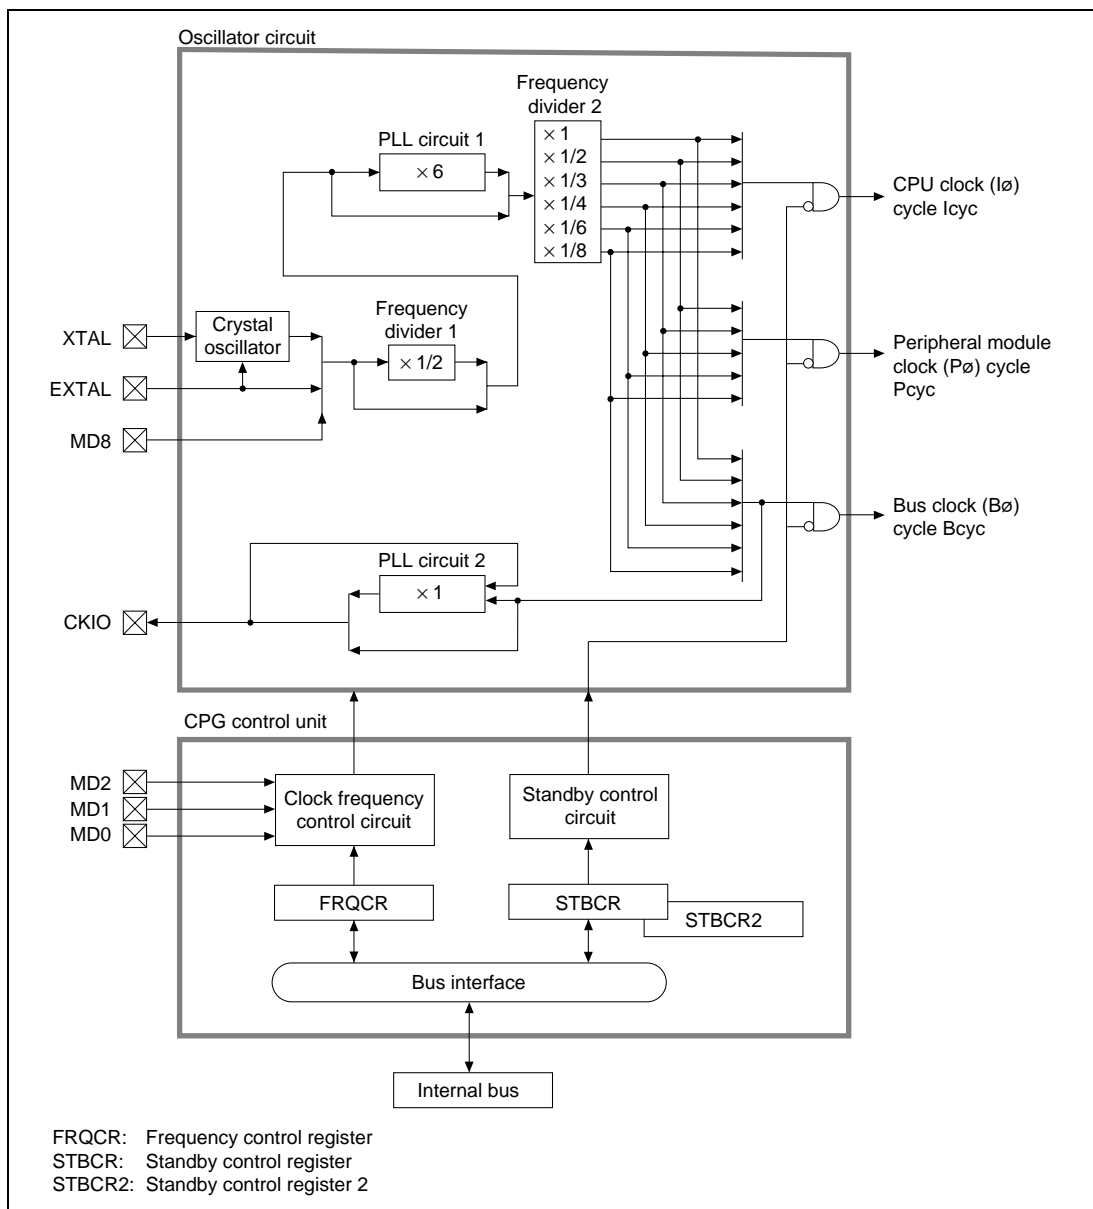 Oscillator circuit
Frequency
divider 2
PLL circuit 1
× 6
× 1
× 1/2
× 1/3
× 1/4
× 1/6
× 1/8
CPU clock (Iø)
cycle Icyc
XTAL
Crystal
oscillator
Frequency
divider 1
× 1/2
EXTAL
MD8
Peripheral module
clock (Pø) cycle
Pcyc
Bus clock (Bø)
cycle Bcyc
PLL circuit 2
× 1
CKIO
CPG control unit
MD2
MD1
MD0
Clock frequency
control circuit
Standby control
circuit
FRQCR
STBCR
STBCR2
Bus interface
Internal bus
FRQCR: Frequency control register
STBCR: Standby control register
STBCR2: Standby control register 2